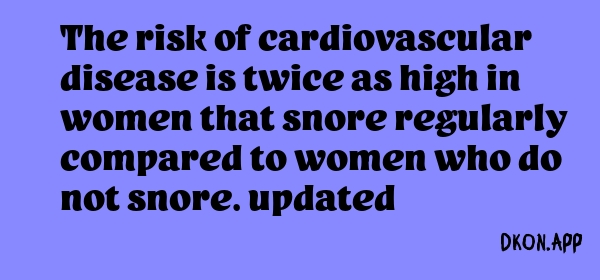 The risk of cardiovascular
disease is twice as high in
women that snore regularly
compared to women who do
not snore. updated
DKON.APP